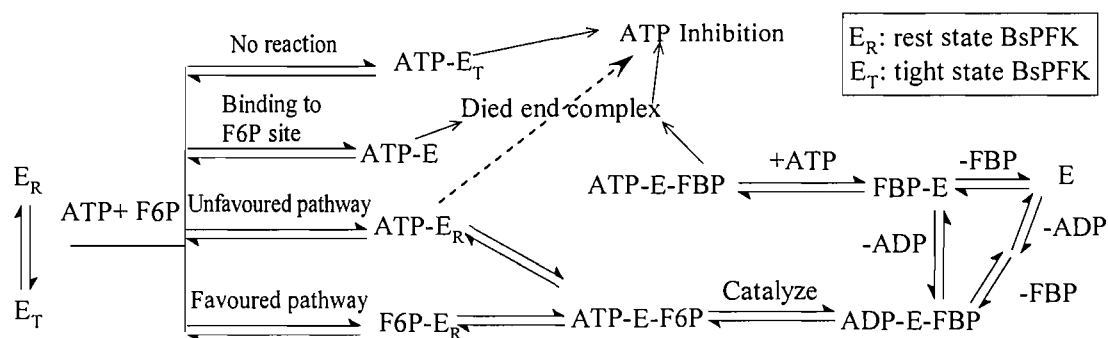 No reaction
ATP-E_T
ATP Inhibition
E_R: rest state BsPFK
E_T: tight state BsPFK
Binding to
F6P site
ATP-E
Died end complex
E_R
E_T
ATP+ F6P
Unfavoured pathway
ATP-E_R
ATP-E-FBP
+ATP
FBP-E
-FBP
E
-ADP
-ADP
-FBP
Favoured pathway
F6P-E_R
ATP-E-F6P
Catalyze
ADP-E-FBP